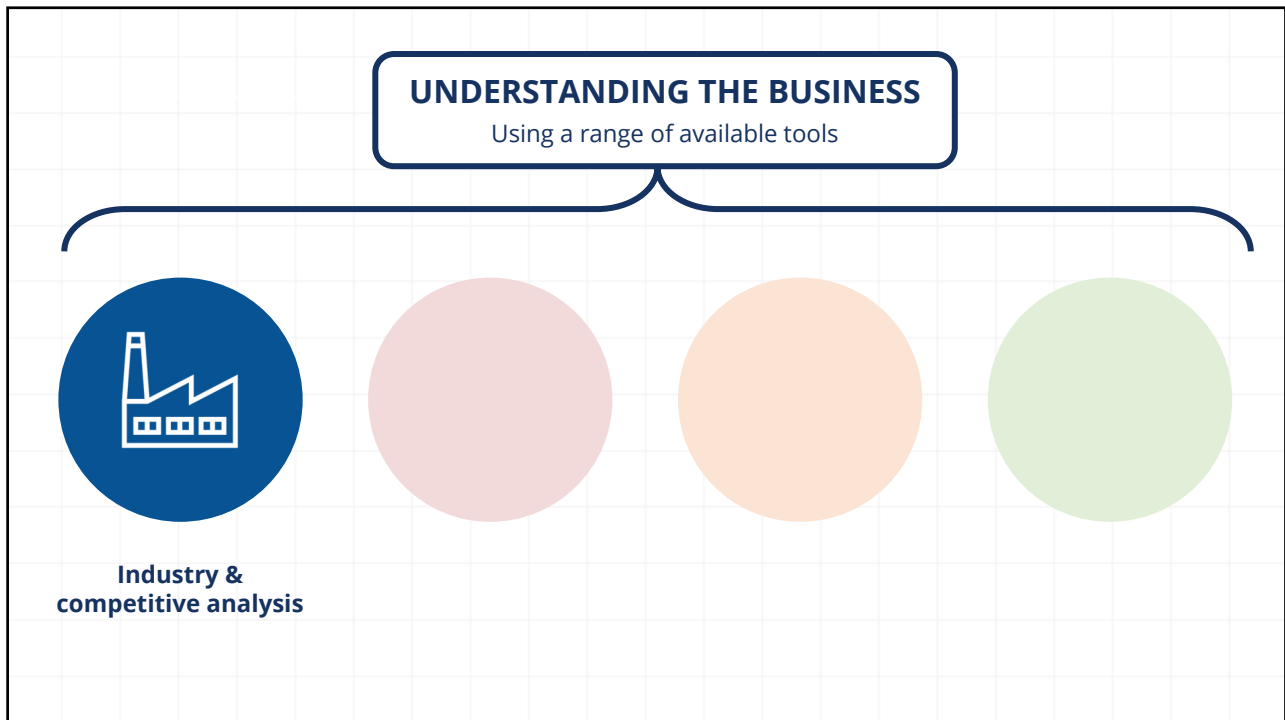 UNDERSTANDING THE BUSINESS
Using a range of available tools
Industry &
competitive analysis